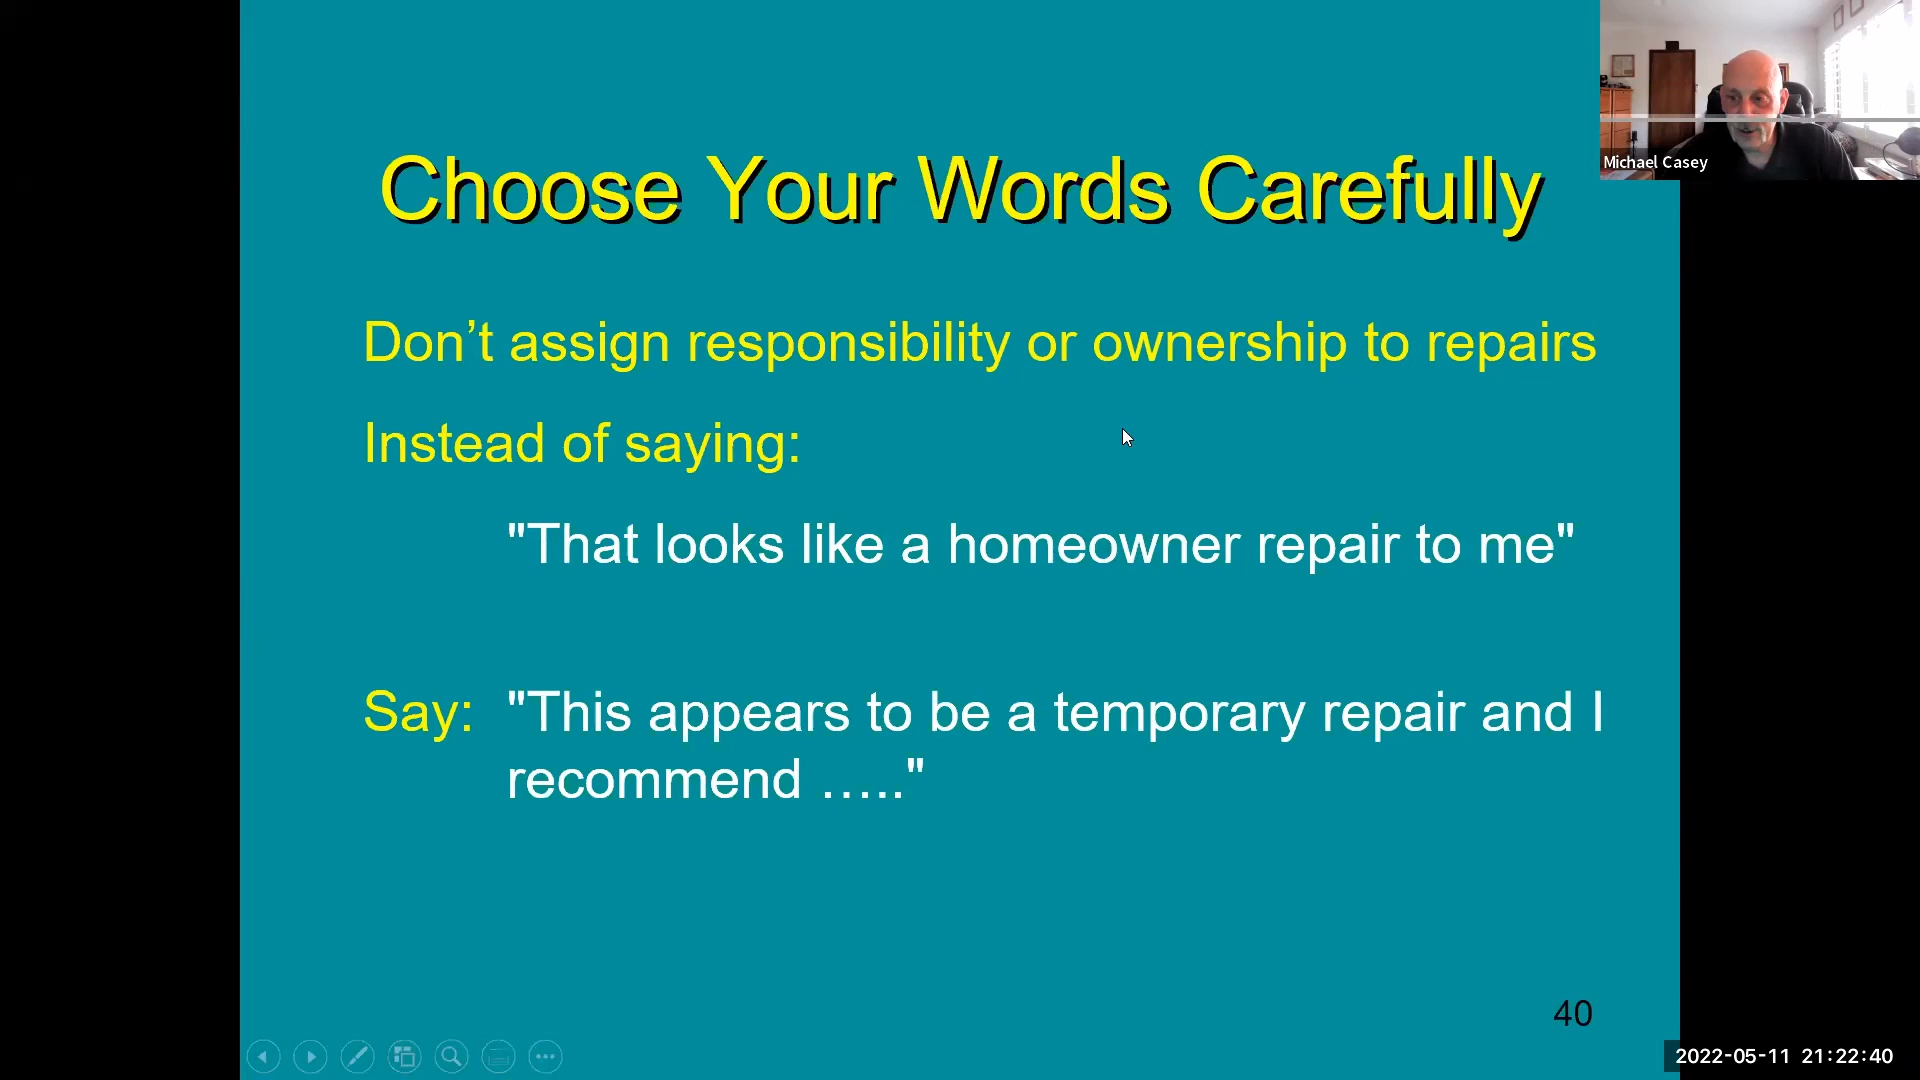 Choose Your Words Carefully
Michael Casey
Don’t assign responsibility or ownership to repairs
Instead of saying:
"That looks like a homeowner repair to me"
Say: "This appears to be a temporary repair and I
recommend ….."
40
2022-05-11 21:22:40